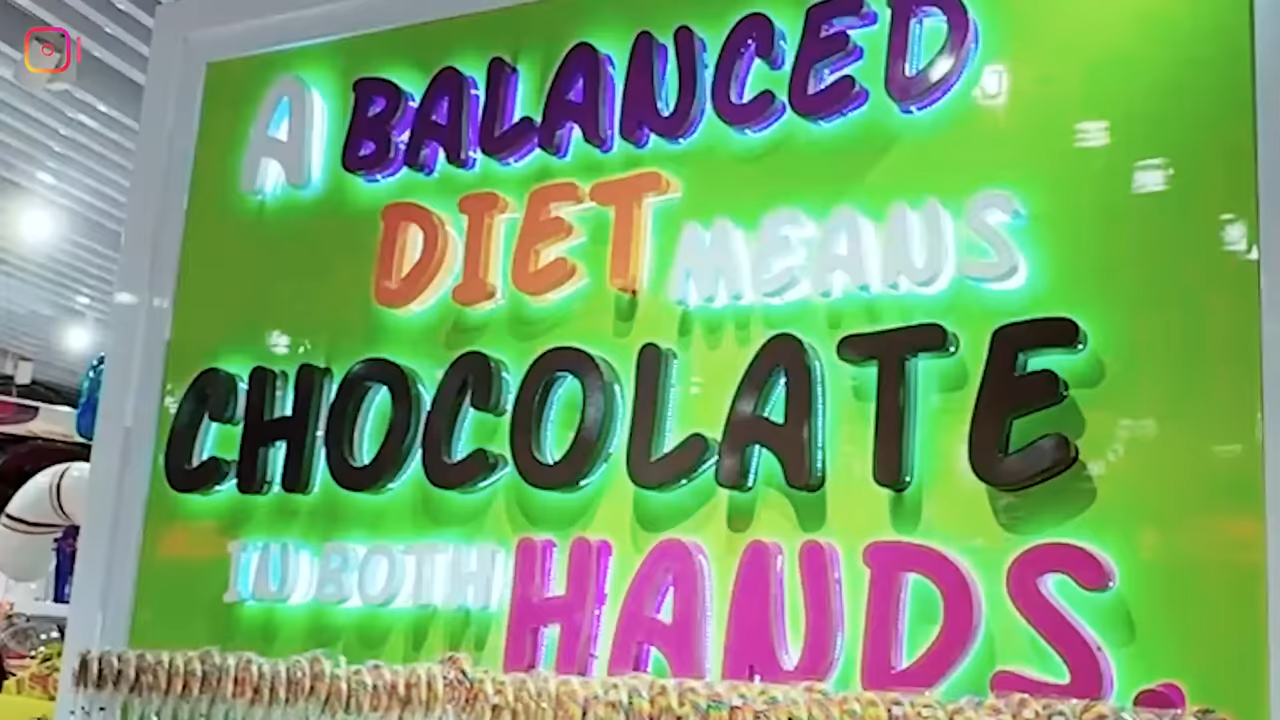 A BALANCED
DIET MEANS
CHOCOLATE
IN BOTH HANDS.